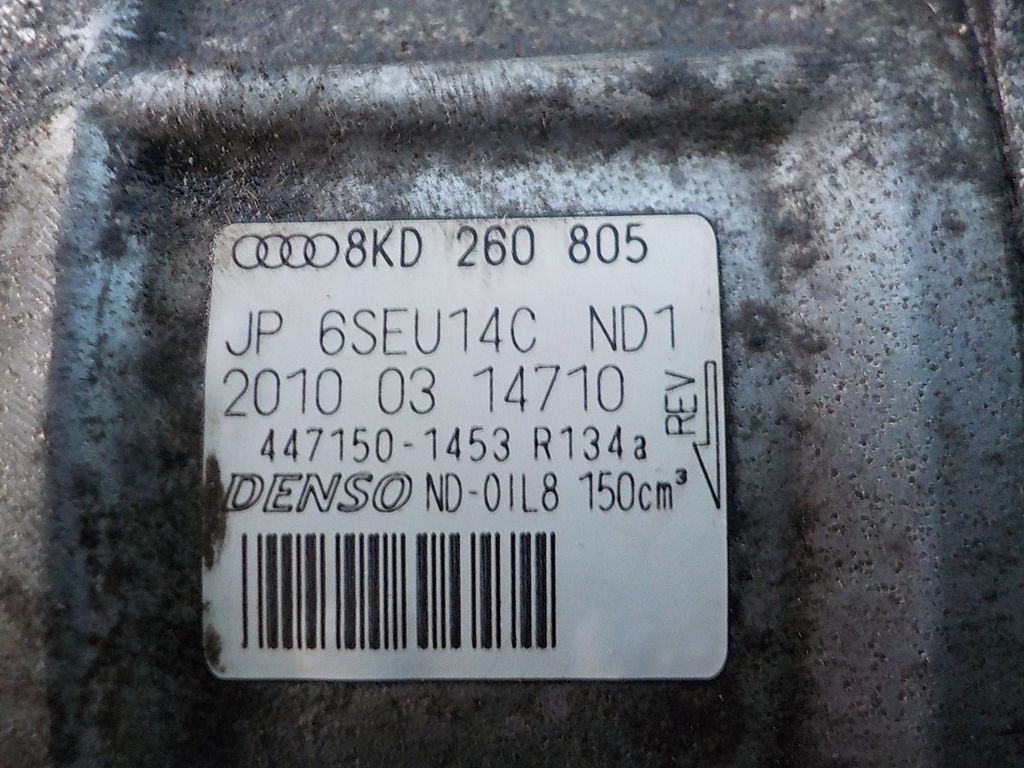 8KD 260 805
JP 6SEU14C ND1
2010 03 14710
REV
447150-1453 R134a
DENSO ND-OIL8 150cm³